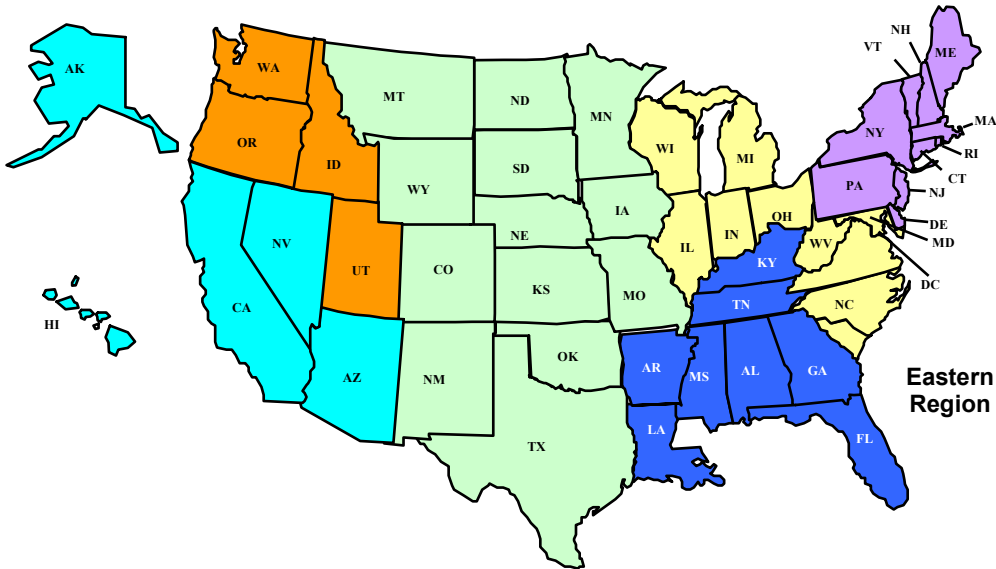 NH
VT
ME
AK
WA
MT
ND
MN
MA
NY
OR
WI
RI
ID
SD
MI
CT
PA
WY
NJ
IA
OH
DE
NE
IN
MD
NV
IL
WV
CO
UT
KY
KS
DC
MO
CA
TN
NC
HI
OK
AR
AZ
NM
MS
AL
GA
Eastern
Region
LA
FL
TX